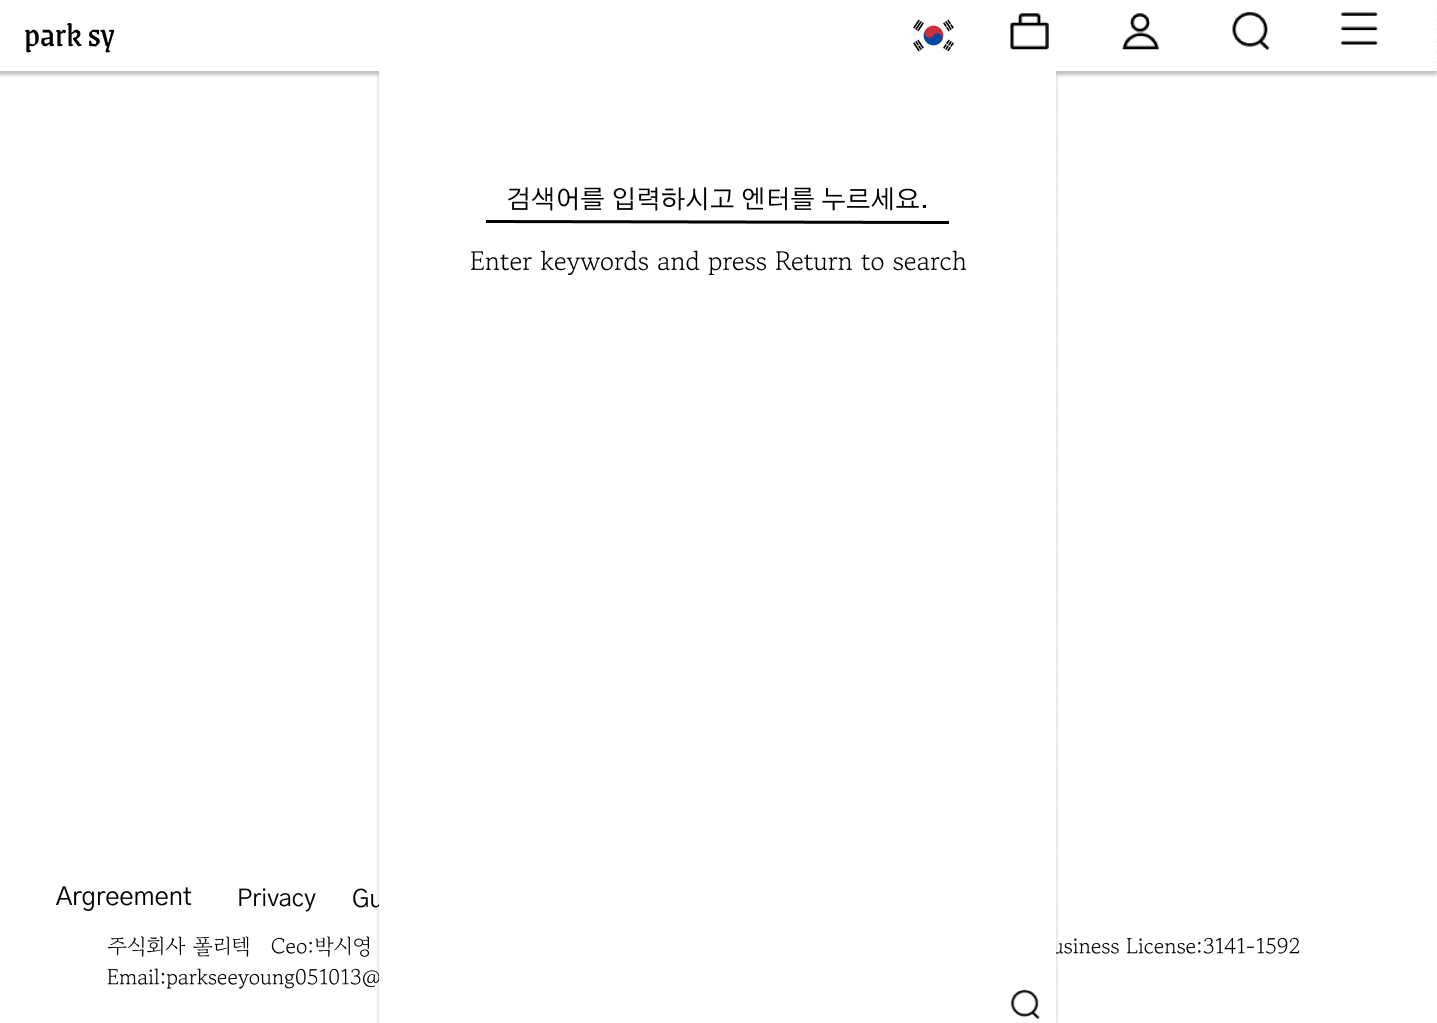 park sy
검색어를 입력하시고 엔터를 누르세요.
Enter keywords and press Return to search
Argreement Privacy Gu
주식회사 폴리텍 Ceo:박시영 usiness License:3141-1592
Email:parkseeyoung051013@